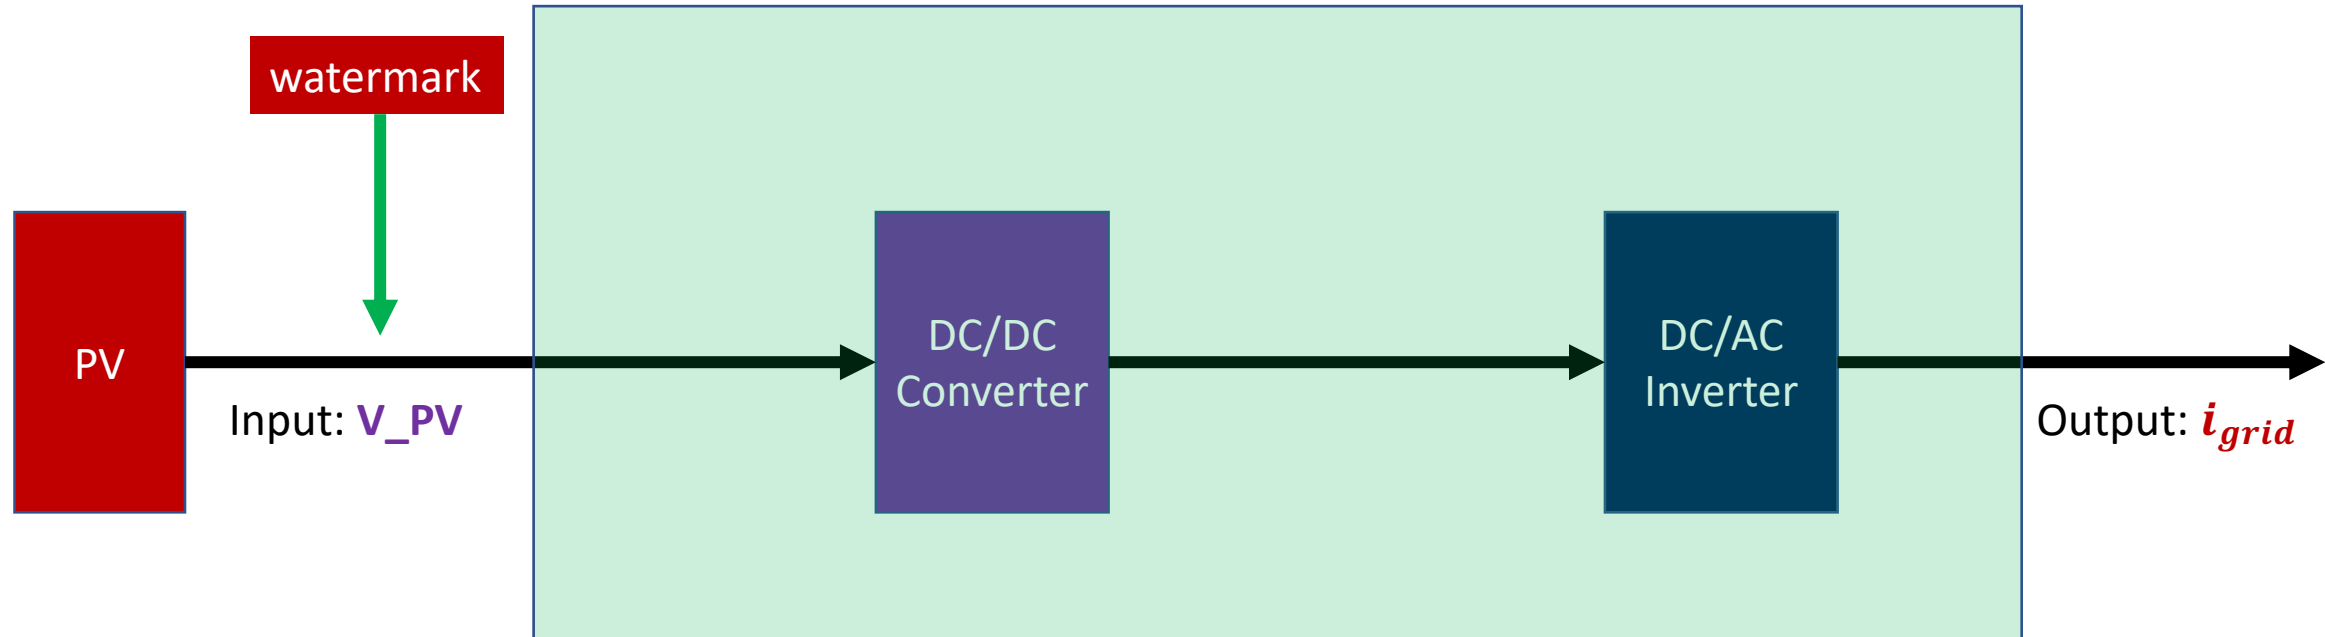 watermark
PV
Input: V_PV
DC/DC
Converter
DC/AC
Inverter
Output: i_grid